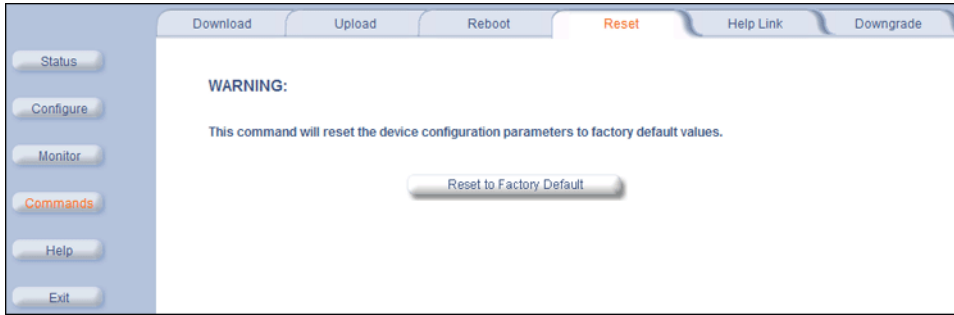 Download Upload Reboot Reset Help Link Downgrade
Status
WARNING:
Configure
This command will reset the device configuration parameters to factory default values.
Monitor
Reset to Factory Default
Commands
Help
Exit